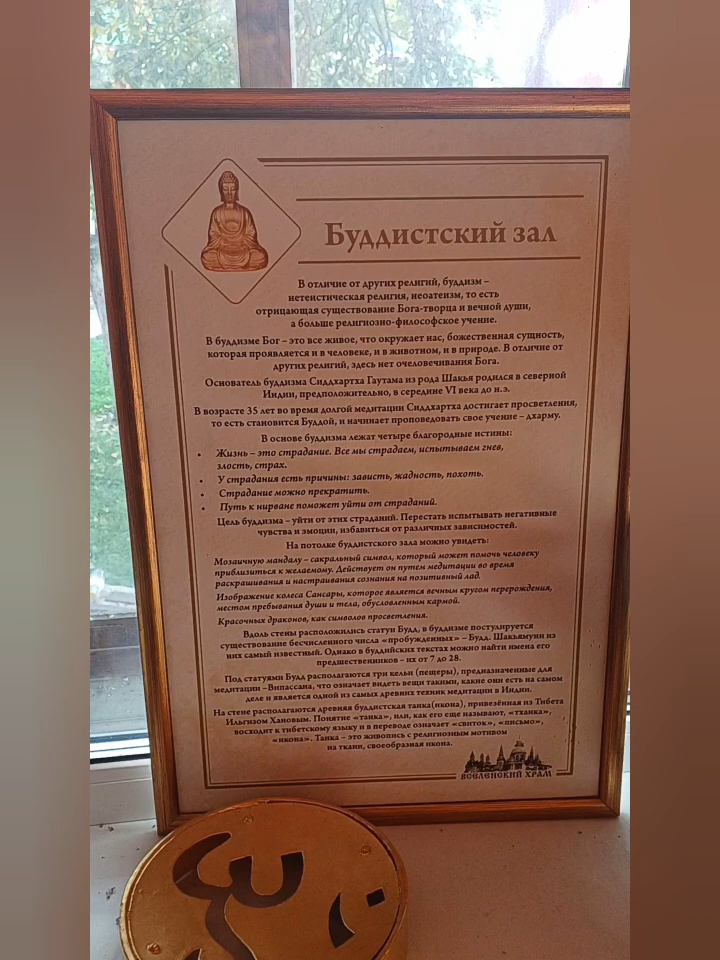 Буддистский зал
В отличие от других религий, буддизм –
нетеистическая религия, неоатеизм, то есть
отрицающая существование Бога-творца и вечной души,
а больше религиозно-философское учение.
В буддизме Бог – это все живое, что окружает нас, божественная сущность,
которая проявляется и в человеке, и в животном, и в природе. В отличие от
других религий, здесь нет очеловечивания Бога.
Основатель буддизма Сиддхартха Гаутама из рода Шакья родился в северной
Индии, предположительно, в середине VI века до н.э.
В возрасте 35 лет во время долгой медитации Сиддхартха достигает просветления,
то есть становится Буддой, и начинает проповедовать свое учение – дхарму.
В основе буддизма лежат четыре благородные истины:
• Жизнь – это страдание. Все мы страдаем, испытываем гнев,
злость, страх.
• У страдания есть причины: зависть, жадность, похоть.
• Страдание можно прекратить.
• Путь к нирване поможет уйти от страданий.
Цель буддизма – уйти от этих страданий. Перестать испытывать негативные
чувства и эмоции, избавиться от различных зависимостей.
На потолке буддистского зала можно увидеть:
Мозаичную мандалу – сакральный символ, который может помочь человеку
приблизиться к желаемому. Действует он путем медитации во время
раскрашивания и настраивания сознания на позитивный лад.
Изображение колеса Сансары, которое является вечным кругом перерождения,
местом пребывания души и тела, обусловленным кармой.
Красочных драконов, как символов просветления.
Вдоль стены расположились статуи Будд, в буддизме постулируется
существование бесчисленного числа «пробужденных» – Будд. Шакьямуни из
них самый известный. Однако в буддийских текстах можно найти имена его
предшественников – их от 7 до 28.
Под статуями Будд располагаются три кельи (пещеры), предназначенные для
медитации –Випассана, что означает видеть вещи такими, какие они есть на самом
деле и является одной из самых древних техник медитации в Индии.
На стене располагаются древняя буддистская танка(икона), привезённая из Тибета
Ильгизом Хановым. Понятие «танка», или, как его еще называют, «тханка»,
восходит к тибетскому языку и в переводе означает «свиток», «письмо»,
«икона». Танка – это живопись с религиозным мотивом
на ткани, своеобразная икона.
ВСЕЛЕНСКИЙ ХРАМ